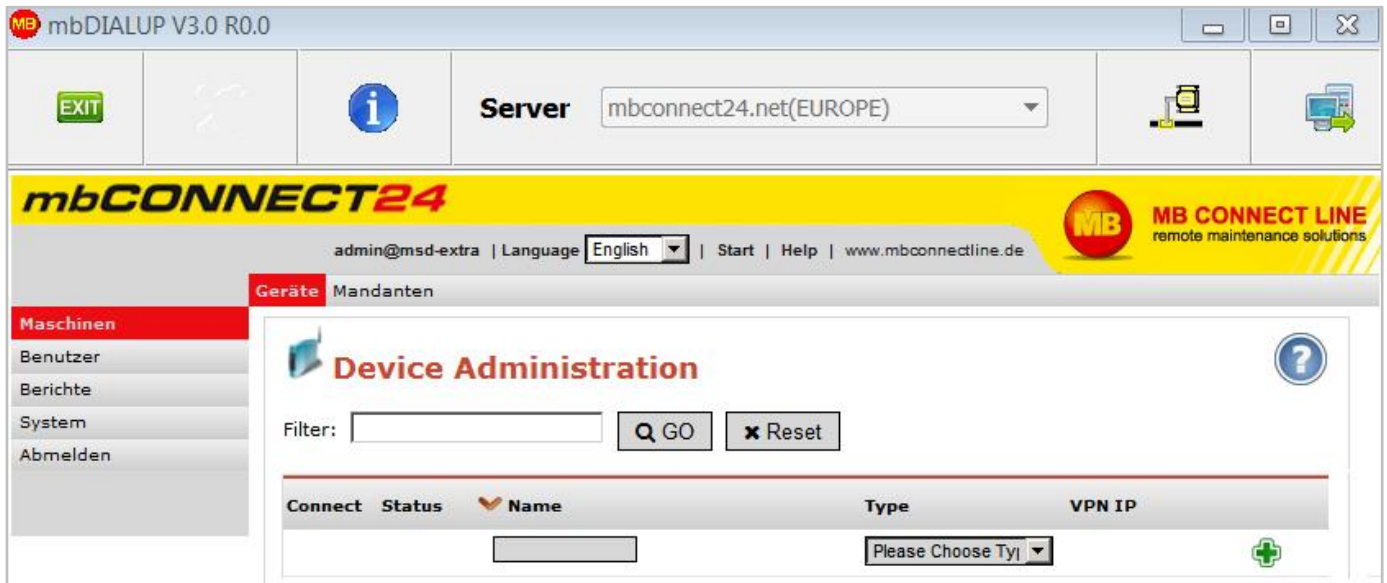 MB mbDIALUP V3.0 R0.0
EXIT
i
Server mbconnect24.net(EUROPE)
mbCONNECT24
MB
MB CONNECT LINE
remote maintenance solutions
admin@msd-extra | Language English | Start | Help | www.mbconnectline.de
Geräte Mandanten
Maschinen
Benutzer
Berichte
System
Abmelden
Device Administration
?
Filter: GO Reset
Connect Status Name Type VPN IP
Please Choose Ty